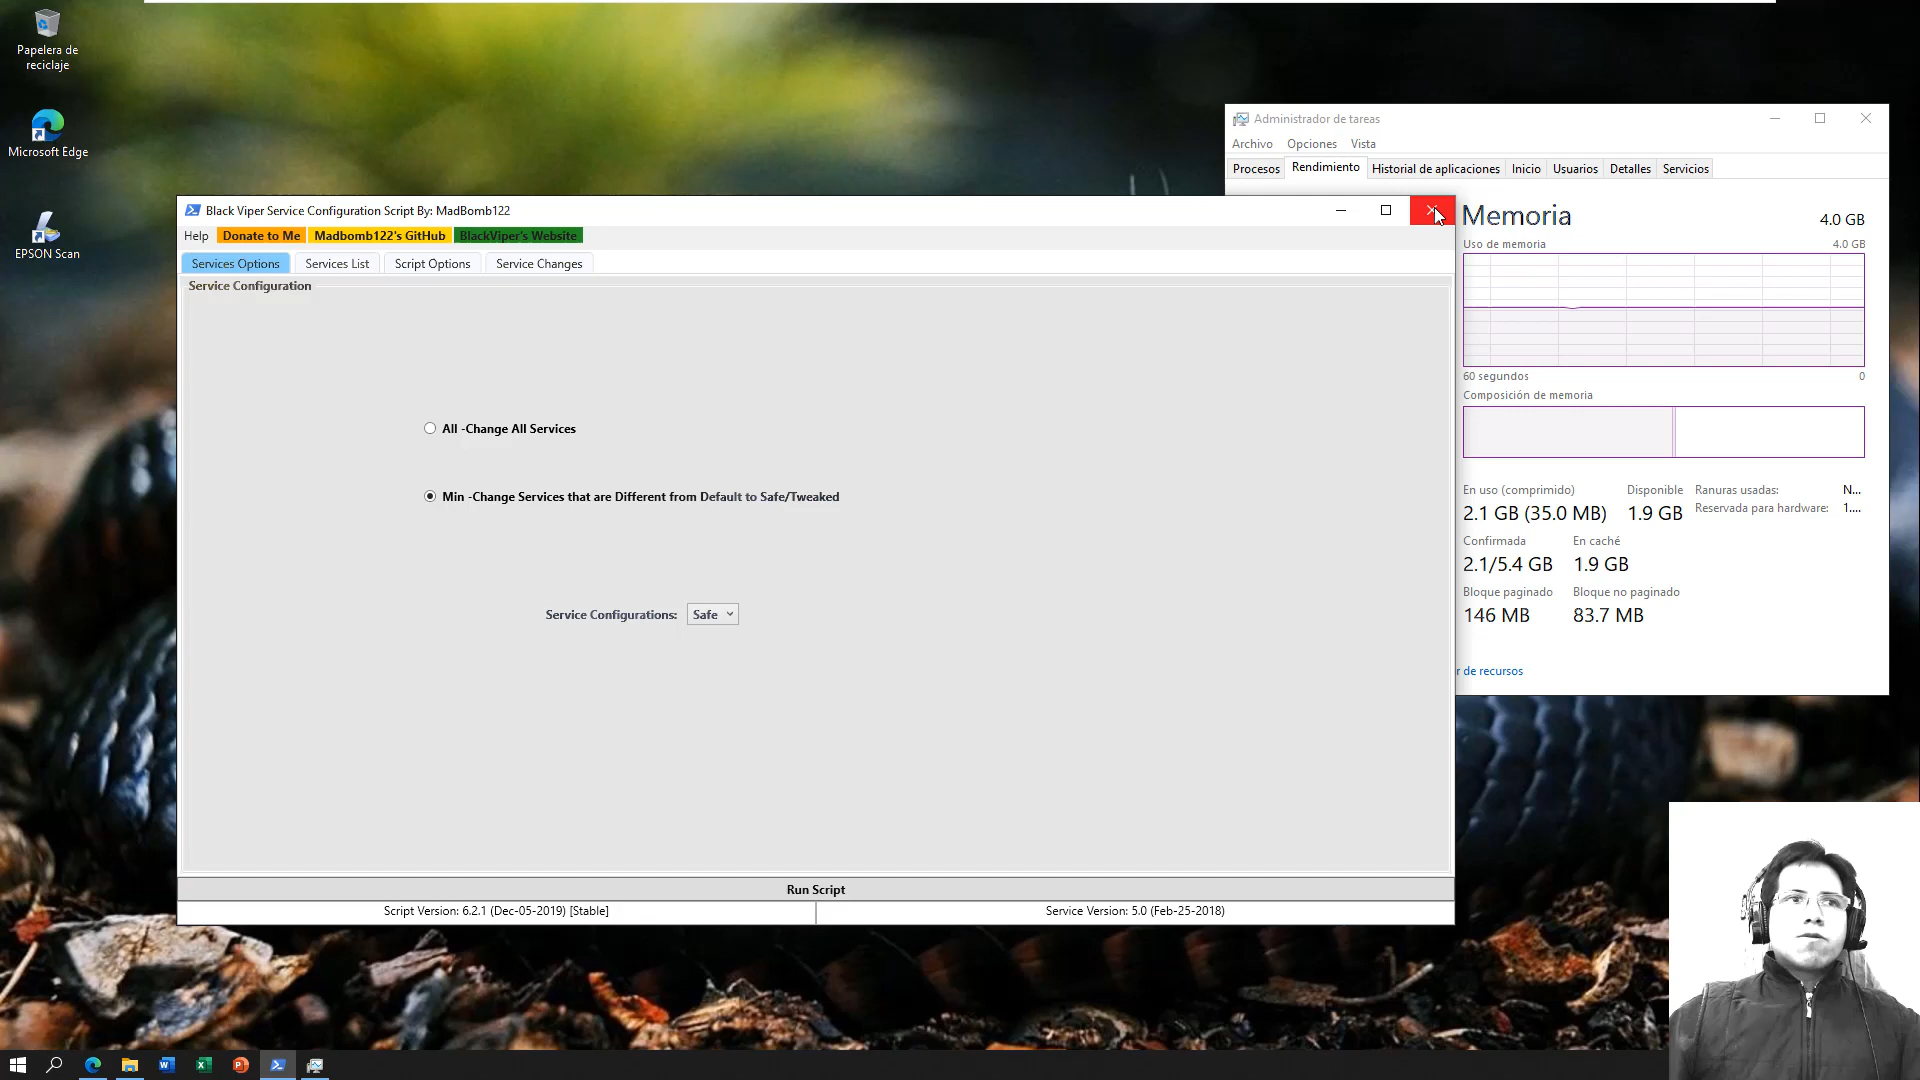 Papelera de
reciclaje
Microsoft Edge
EPSON Scan
Black Viper Service Configuration Script By: MadBomb122
Help
Donate to Me
Madbomb122's GitHub
BlackViper's Website
Services Options
Services List
Script Options
Service Changes
Service Configuration
All -Change All Services
Min -Change Services that are Different from Default to Safe/Tweaked
Service Configurations:
Safe
Run Script
Script Version: 6.2.1 (Dec-05-2019) [Stable]
Service Version: 5.0 (Feb-25-2018)
Administrador de tareas
Archivo
Opciones
Vista
Procesos
Rendimiento
Historial de aplicaciones
Inicio
Usuarios
Detalles
Servicios
Memoria
4.0 GB
Uso de memoria
4.0 GB
60 segundos
0
Composición de memoria
En uso (comprimido)
Disponible
Ranuras usadas:
N...
2.1 GB (35.0 MB)
1.9 GB
Reservada para hardware:
1....
Confirmada
En caché
2.1/5.4 GB
1.9 GB
Bloque paginado
Bloque no paginado
146 MB
83.7 MB
r de recursos